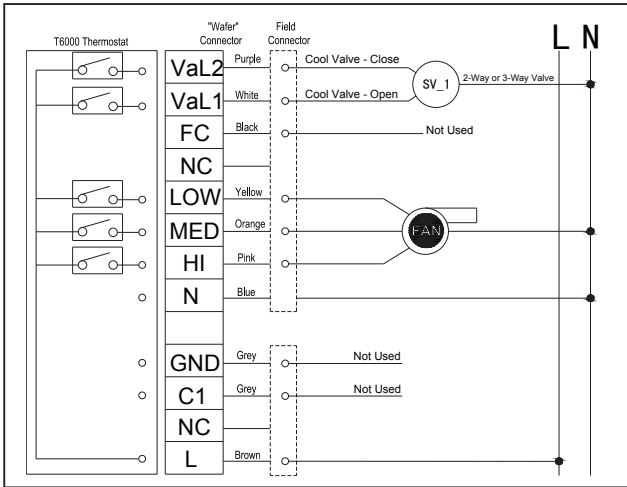 "Wafer" Field
T6000 Thermostat Connector Connector L N
VaL2 Purple Cool Valve - Close
SV_1 2-Way or 3-Way Valve
VaL1 White Cool Valve - Open
FC Black Not Used
NC
LOW Yellow
MED Orange FAN
HI Pink
N Blue
GND Grey Not Used
C1 Grey Not Used
NC
L Brown